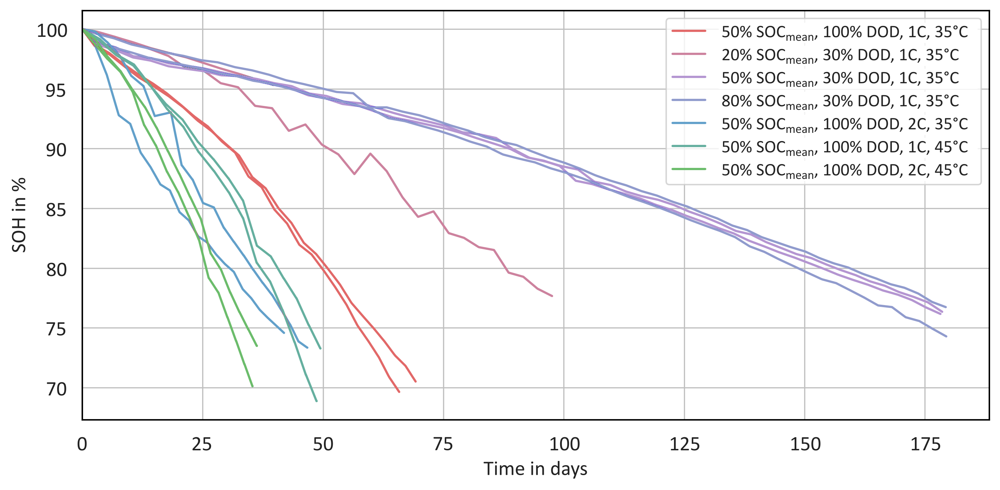 50% SOCmean, 100% DOD, 1C, 35°C
20% SOCmean, 30% DOD, 1C, 35°C
50% SOCmean, 30% DOD, 1C, 35°C
80% SOCmean, 30% DOD, 1C, 35°C
50% SOCmean, 100% DOD, 2C, 35°C
50% SOCmean, 100% DOD, 1C, 45°C
50% SOCmean, 100% DOD, 2C, 45°C
SOH in %
100
95
90
85
80
75
70
0 25 50 75 100 125 150 175
Time in days